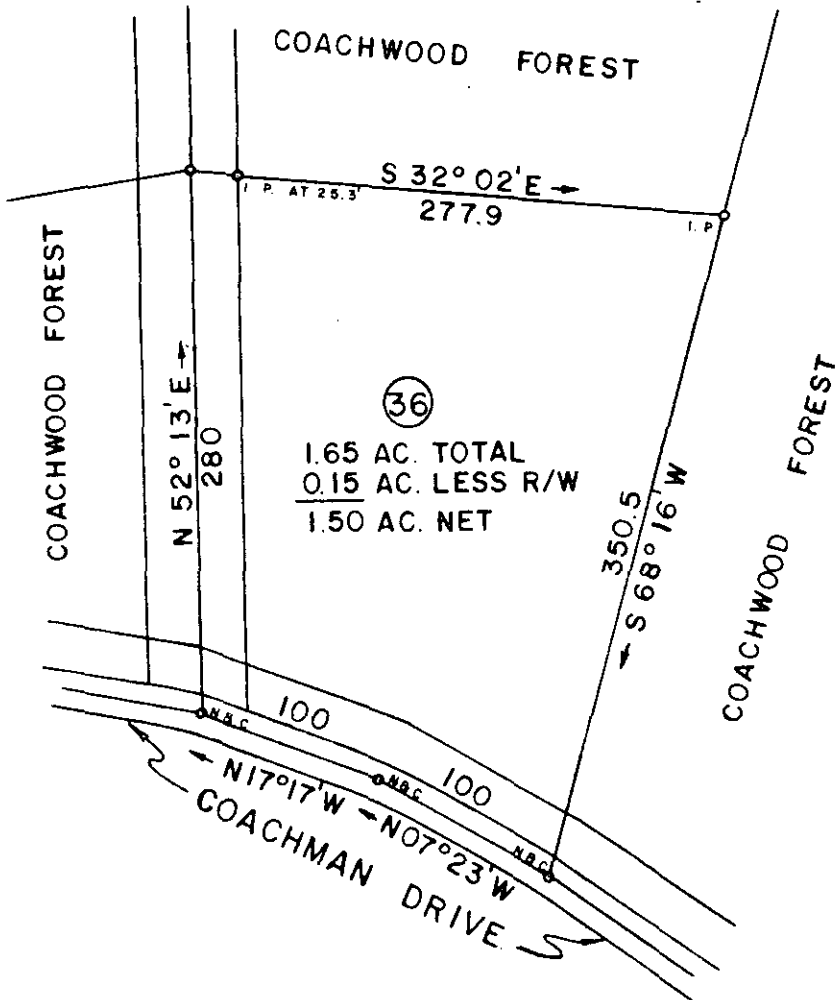 COACHWOOD FOREST
S 32° 02'E →
I. P. AT 25.3'
277.9
I. P.
COACHWOOD FOREST
N 52° 13'E →
280
36
1.65 AC. TOTAL
0.15 AC. LESS R/W
1.50 AC. NET
350.5
← S 68° 16' W
COACHWOOD FOREST
N&C
100
N&C
100
N&C
← N17°17'W
← N07°23'W
COACHMAN DRIVE